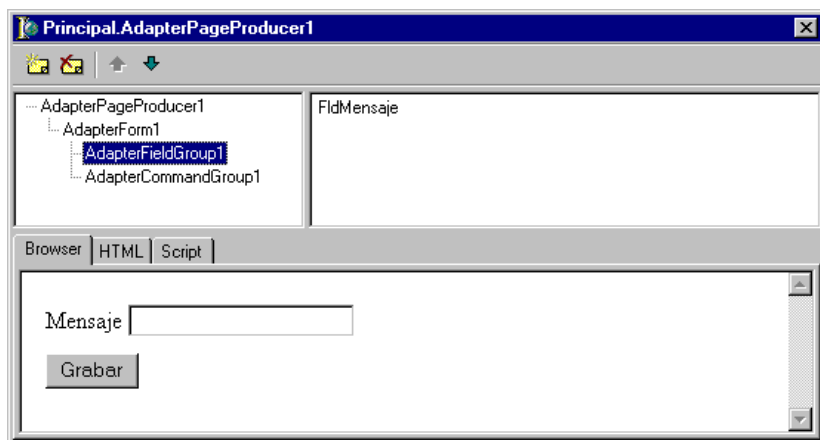 Principal.AdapterPageProducer1
AdapterPageProducer1
AdapterForm1
AdapterFieldGroup1
AdapterCommandGroup1
FldMensaje
Browser HTML Script
Mensaje
Grabar